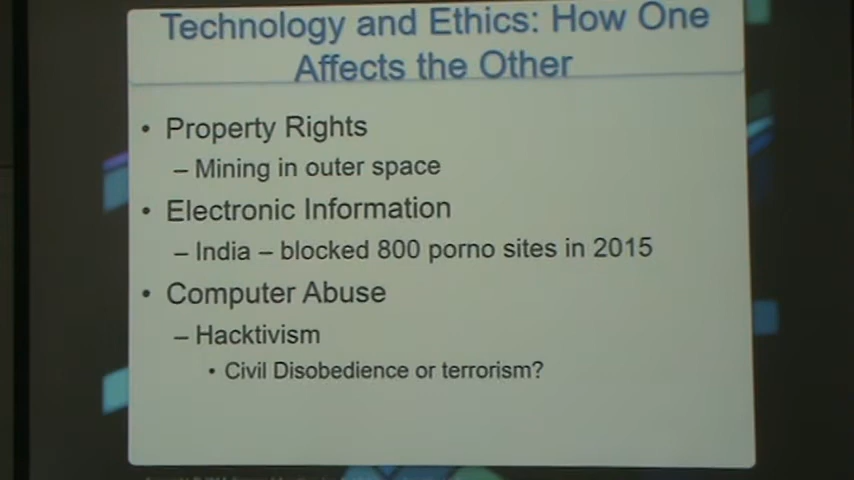 Technology and Ethics: How One
Affects the Other
• Property Rights
– Mining in outer space
• Electronic Information
– India – blocked 800 porno sites in 2015
• Computer Abuse
– Hacktivism
• Civil Disobedience or terrorism?